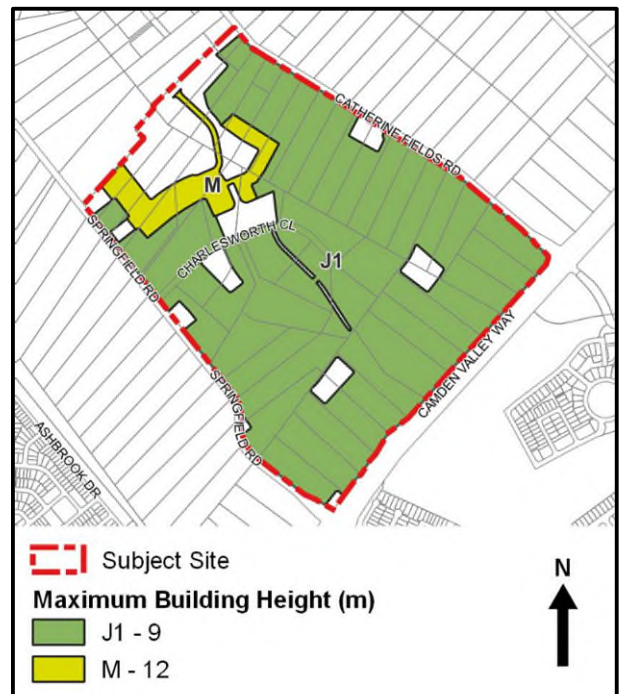 CATHERINE FIELDS RD
M
CHARLESWORTH CL
J1
SPRINGFIELD RD
SPRINGFIELD RD
CAMDEN VALLEY WAY
ASHBROOK DR
Subject Site
N
Maximum Building Height (m)
J1 - 9
M - 12